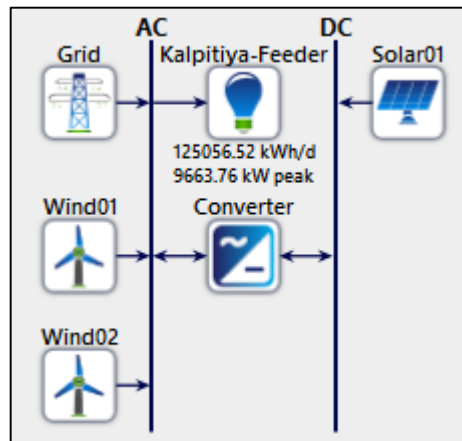 AC DC
Grid Kalpitiya-Feeder Solar01
125056.52 kWh/d
9663.76 kW peak
Wind01 Converter
Wind02